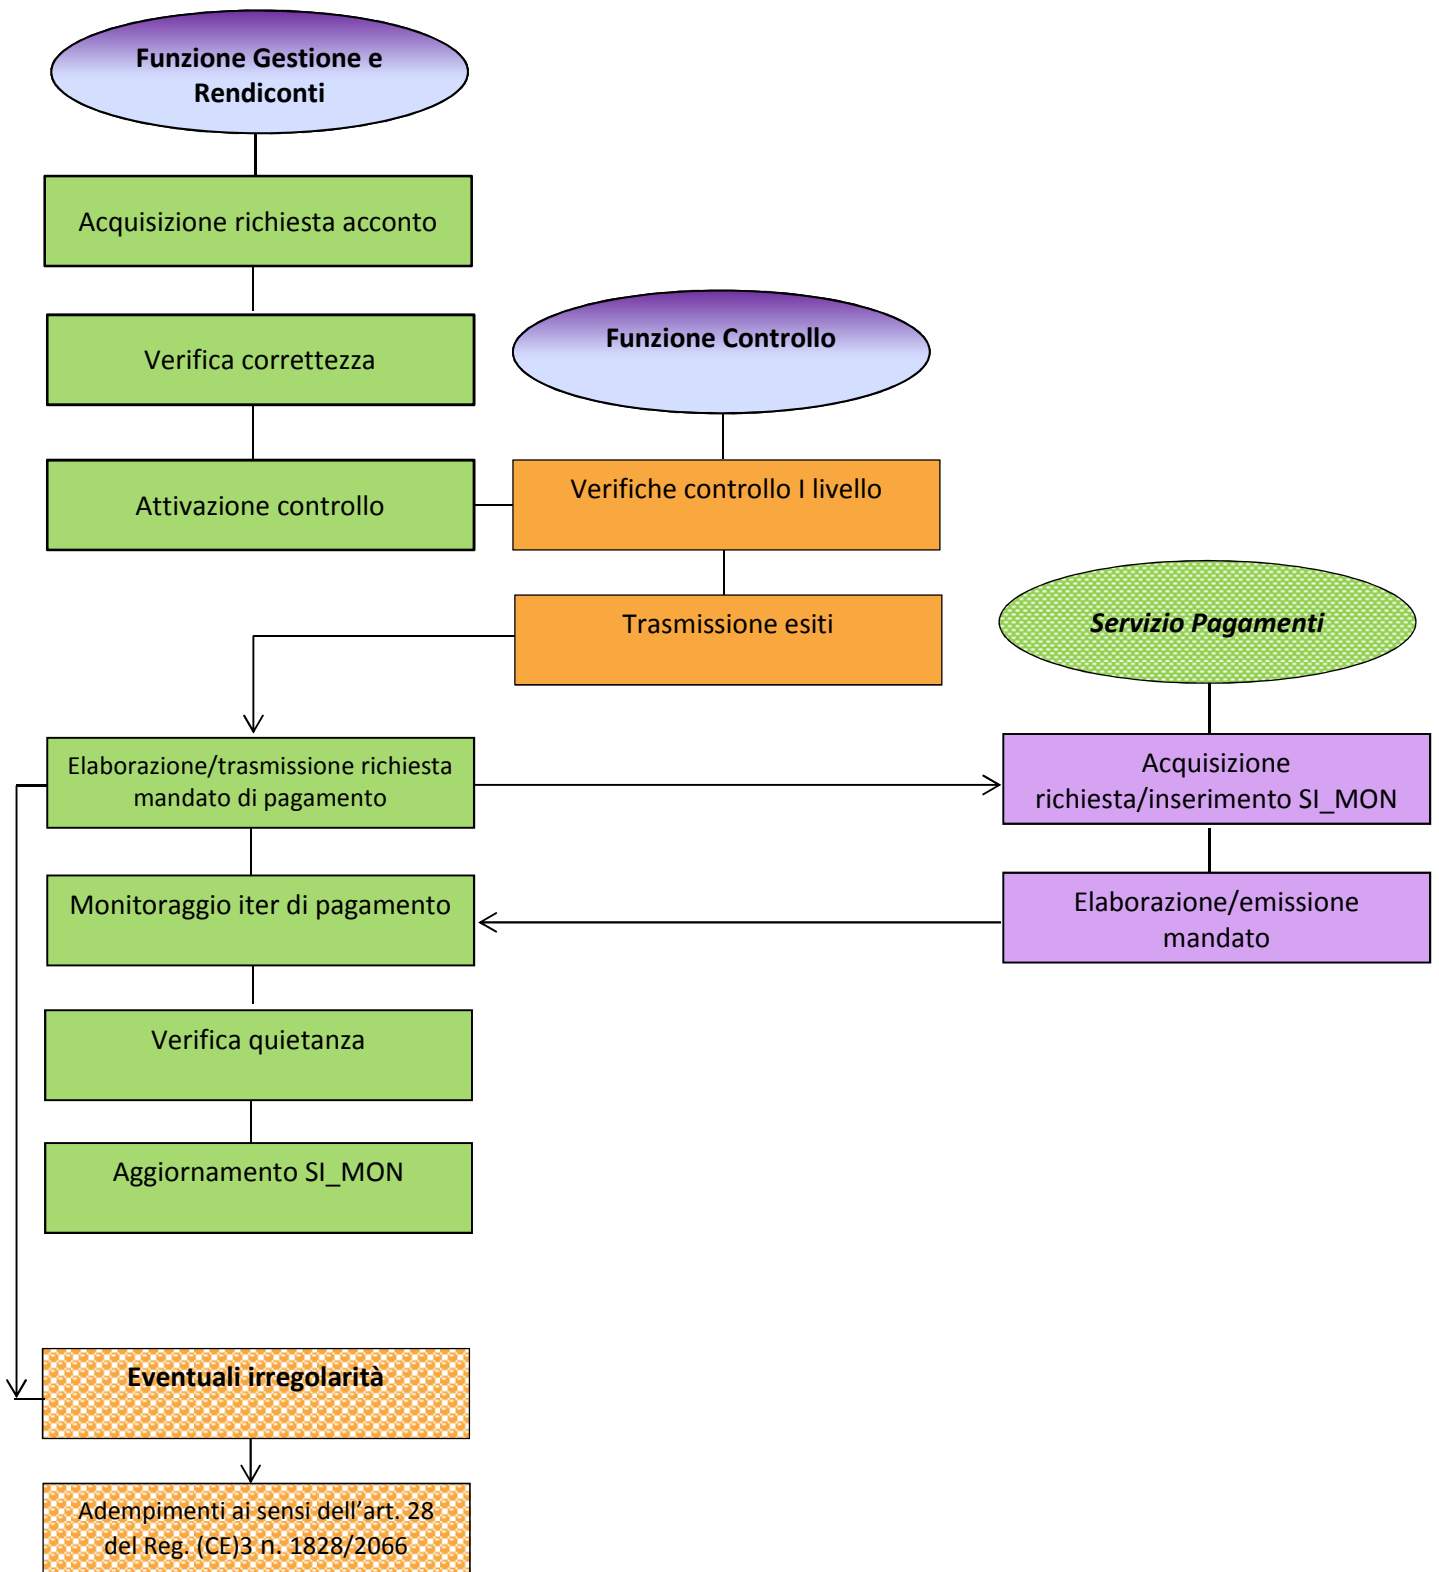 Funzione Gestione e
Rendiconti
Acquisizione richiesta acconto
Verifica correttezza
Funzione Controllo
Attivazione controllo
Verifiche controllo I livello
Trasmissione esiti
Servizio Pagamenti
Elaborazione/trasmissione richiesta
mandato di pagamento
Acquisizione
richiesta/inserimento SI_MON
Monitoraggio iter di pagamento
Elaborazione/emissione
mandato
Verifica quietanza
Aggiornamento SI_MON
Eventuali irregolarità
Adempimenti ai sensi dell’art. 28
del Reg. (CE)3 n. 1828/2066